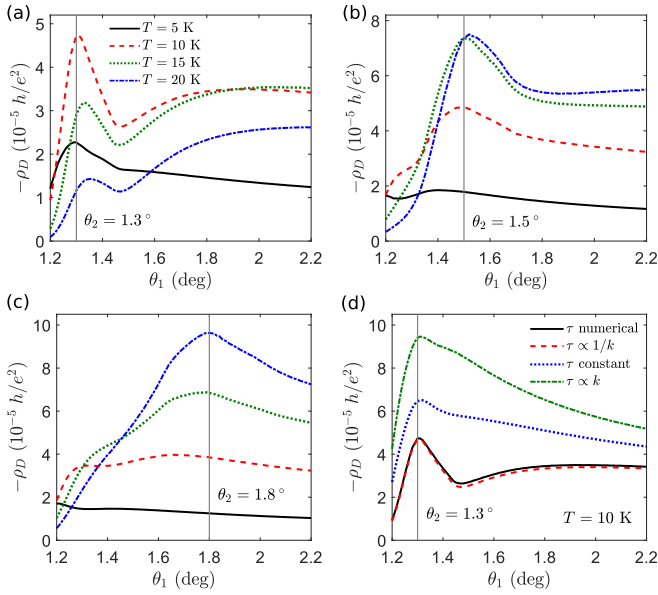 (a)
−ρ_D (10⁻⁵ h/e²)
5
4
3
2
1
0
T = 5 K
T = 10 K
T = 15 K
T = 20 K
θ₂ = 1.3°
1.2 1.4 1.6 1.8 2 2.2
θ₁ (deg)
(b)
−ρ_D (10⁻⁵ h/e²)
8
6
4
2
0
θ₂ = 1.5°
1.2 1.4 1.6 1.8 2 2.2
θ₁ (deg)
(c)
−ρ_D (10⁻⁵ h/e²)
10
8
6
4
2
0
θ₂ = 1.8°
1.2 1.4 1.6 1.8 2 2.2
θ₁ (deg)
(d)
−ρ_D (10⁻⁵ h/e²)
10
8
6
4
2
0
τ numerical
τ ∝ 1/k
τ constant
τ ∝ k
θ₂ = 1.3°
T = 10 K
1.2 1.4 1.6 1.8 2 2.2
θ₁ (deg)